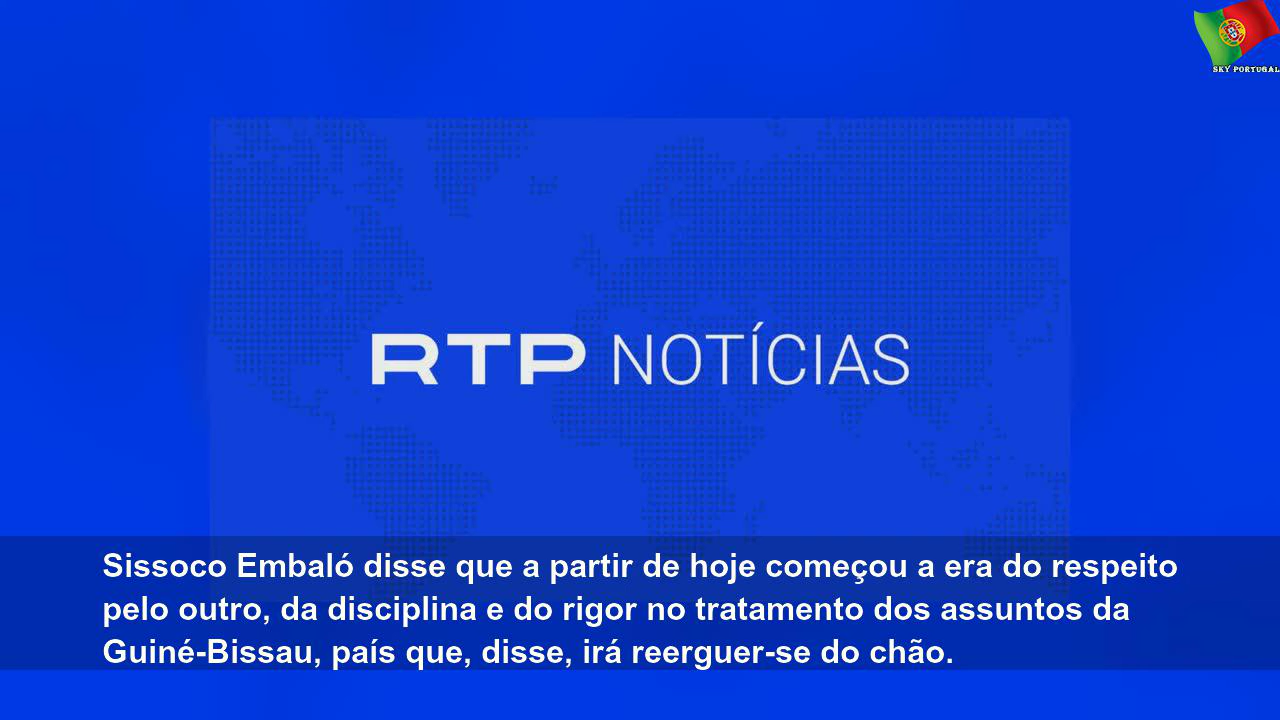 SKY PORTUGAL
RTP NOTÍCIAS
Sissoco Embaló disse que a partir de hoje começou a era do respeito
pelo outro, da disciplina e do rigor no tratamento dos assuntos da
Guiné-Bissau, país que, disse, irá reerguer-se do chão.